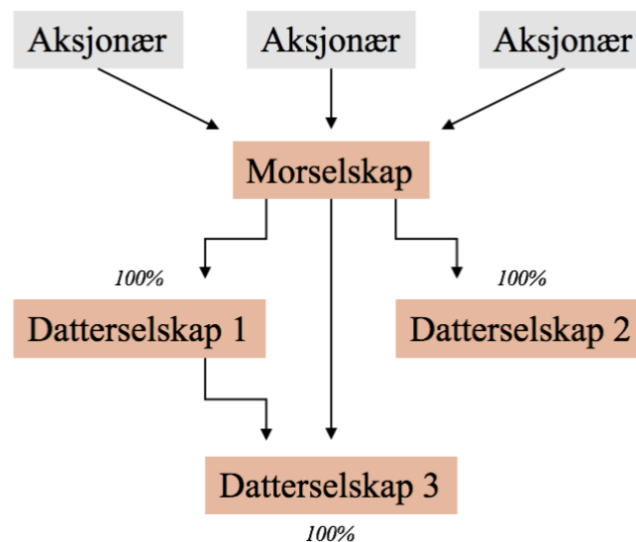 Aksjonær
Aksjonær
Aksjonær
Morselskap
100%
100%
Datterselskap 1
Datterselskap 2
Datterselskap 3
100%